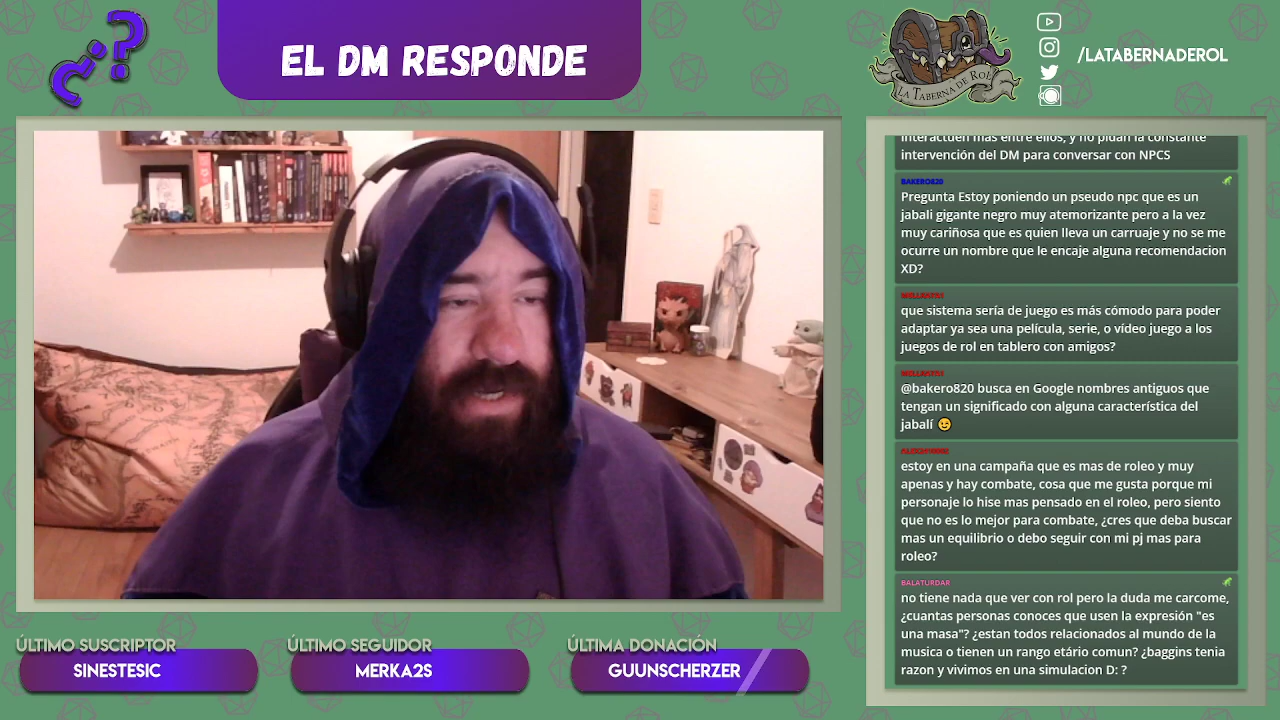 EL DM RESPONDE
LA TABERNA DE ROL
/LATABERNADEROL
interactuen mas entre ellos, y no pidan la constante
intervención del DM para conversar con NPCS
BAKERO820
Pregunta Estoy poniendo un pseudo npc que es un
jabali gigante negro muy atemorizante pero a la vez
muy cariñosa que es quien lleva un carruaje y no se me
ocurre un nombre que le encaje alguna recomendacion
XD?
que sistema sería de juego es más cómodo para poder
adaptar ya sea una película, serie, o vídeo juego a los
juegos de rol en tablero con amigos?
@bakero820 busca en Google nombres antiguos que
tengan un significado con alguna característica del
jabalí 😉
estoy en una campaña que es mas de roleo y muy
apenas y hay combate, cosa que me gusta porque mi
personaje lo hise mas pensado en el roleo, pero siento
que no es lo mejor para combate, ¿cres que deba buscar
mas un equilibrio o debo seguir con mi pj mas para
roleo?
BALATURDAR
no tiene nada que ver con rol pero la duda me carcome,
¿cuantas personas conoces que usen la expresión "es
una masa"? ¿estan todos relacionados al mundo de la
musica o tienen un rango etário comun? ¿baggins tenia
razon y vivimos en una simulacion D: ?
ÚLTIMO SUSCRIPTOR
SINESTESIC
ÚLTIMO SEGUIDOR
MERKA2S
ÚLTIMA DONACIÓN
GUUNSCHERZER